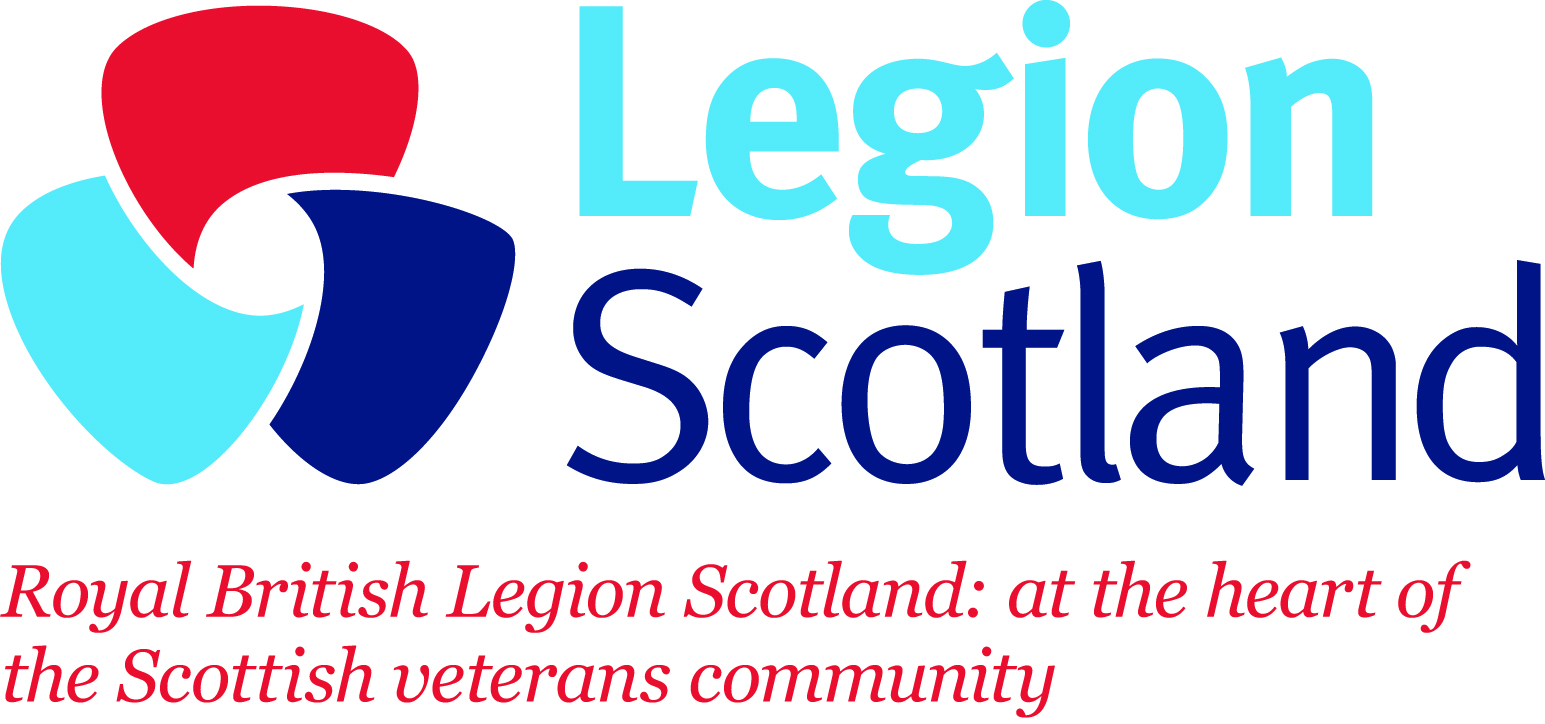 Legion
Scotland
Royal British Legion Scotland: at the heart of
the Scottish veterans community